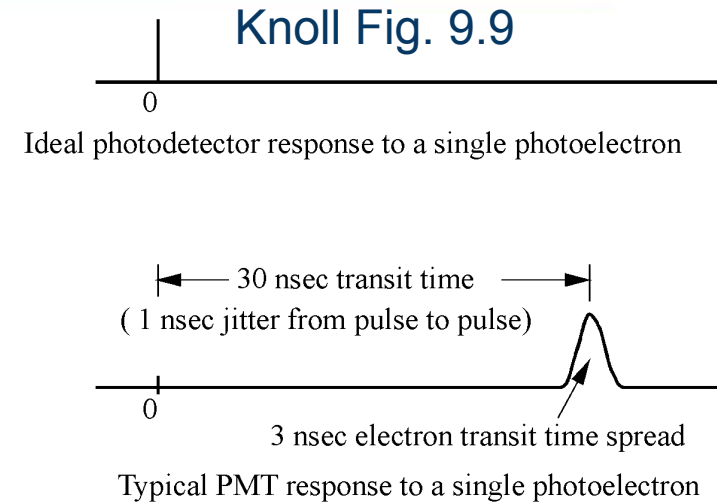 Knoll Fig. 9.9
0
Ideal photodetector response to a single photoelectron
30 nsec transit time
( 1 nsec jitter from pulse to pulse)
0
3 nsec electron transit time spread
Typical PMT response to a single photoelectron